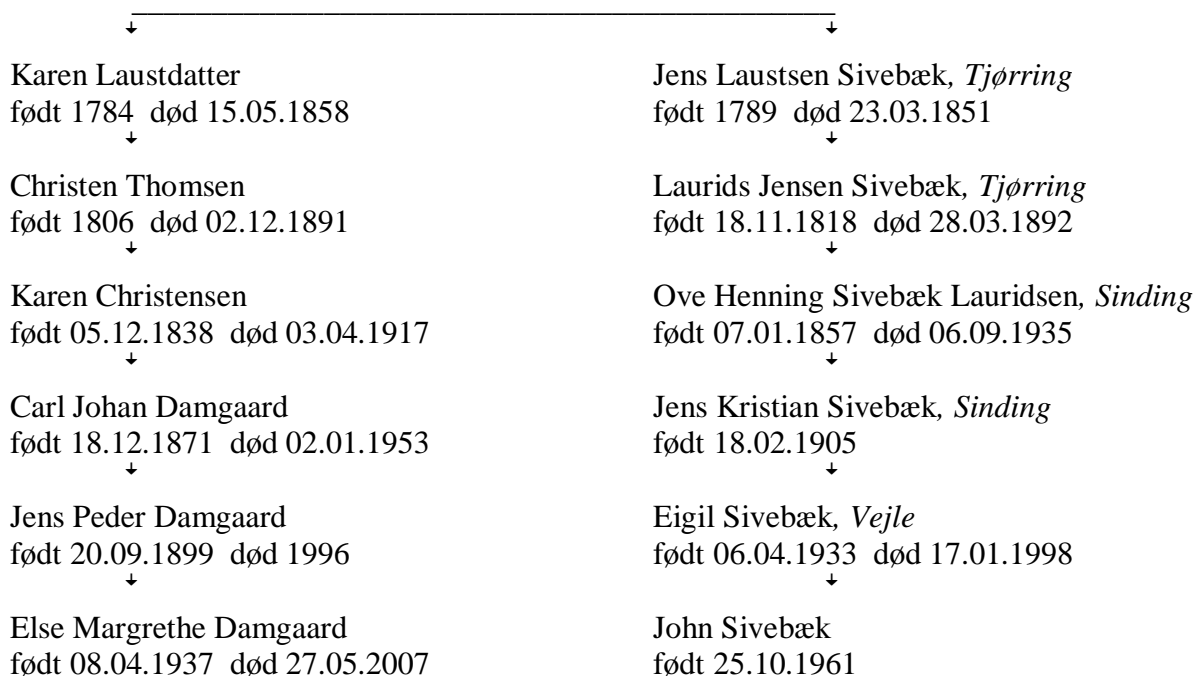 Karen Laustdatter
født 1784 død 15.05.1858
Christen Thomsen
født 1806 død 02.12.1891
Karen Christensen
født 05.12.1838 død 03.04.1917
Carl Johan Damgaard
født 18.12.1871 død 02.01.1953
Jens Peder Damgaard
født 20.09.1899 død 1996
Else Margrethe Damgaard
født 08.04.1937 død 27.05.2007
Jens Laustsen Sivebæk, Tjørring
født 1789 død 23.03.1851
Laurids Jensen Sivebæk, Tjørring
født 18.11.1818 død 28.03.1892
Ove Henning Sivebæk Lauridsen, Sinding
født 07.01.1857 død 06.09.1935
Jens Kristian Sivebæk, Sinding
født 18.02.1905
Eigil Sivebæk, Vejle
født 06.04.1933 død 17.01.1998
John Sivebæk
født 25.10.1961